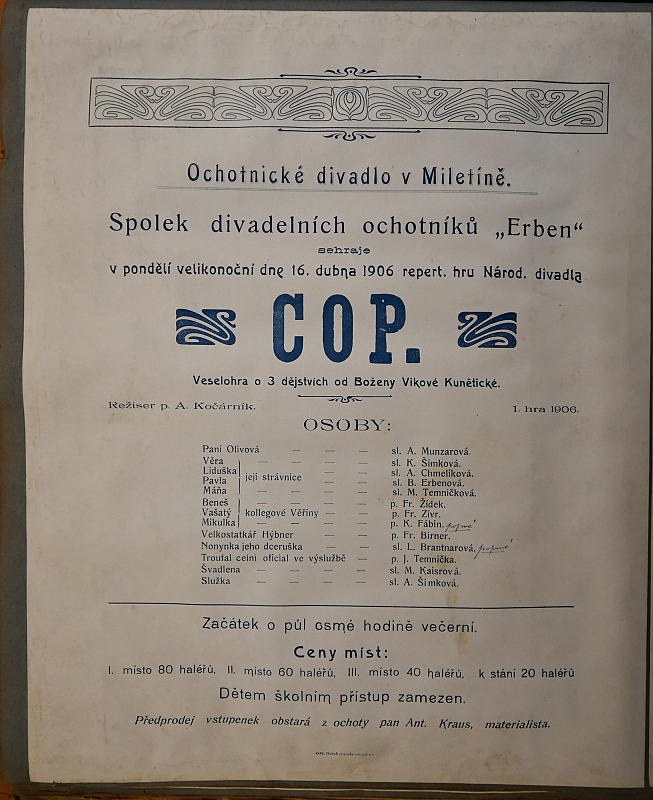 Ochotnické divadlo v Miletíně.
Spolek divadelních ochotníků „Erben“
sehraje
v pondělí velikonoční dne 16. dubna 1906 repert. hru Národ. divadla
COP.
Veselohra o 3 dějstvích od Boženy Vikové Kunětické.
Režiser p. A. Kočárník. 1. hra 1906.
OSOBY:
Paní Olivová — — — sl. A. Munzarová.
Věra — — — — sl. K. Šimková.
Liduška sl. A. Chmelíková.
Pavla její strávnice — — sl. B. Erbenová.
Máňa — — — sl. M. Temničková.
Beneš — — — p. Fr. Žídek.
Vašatý kollegové Věřiny — — p. Fr. Zívr.
Mikulka — — — p. K. Fábin. poprvé
Velkostatkář Hýbner — — p. Fr. Birner.
Nonynka jeho dceruška — — sl. L. Brantnarová, poprvé
Troufal celní oficial ve výslužbě — p. J. Temnička.
Švadlena — — — — sl. M. Kaisrová.
Služka — — — — sl. A. Šimková.
Začátek o půl osmé hodině večerní.
Ceny míst:
I. místo 80 haléřů, II. místo 60 haléřů, III. místo 40 haléřů, k stání 20 haléřů
Dětem školním přístup zamezen.
Předprodej vstupenek obstará z ochoty pan Ant. Kraus, materialista.